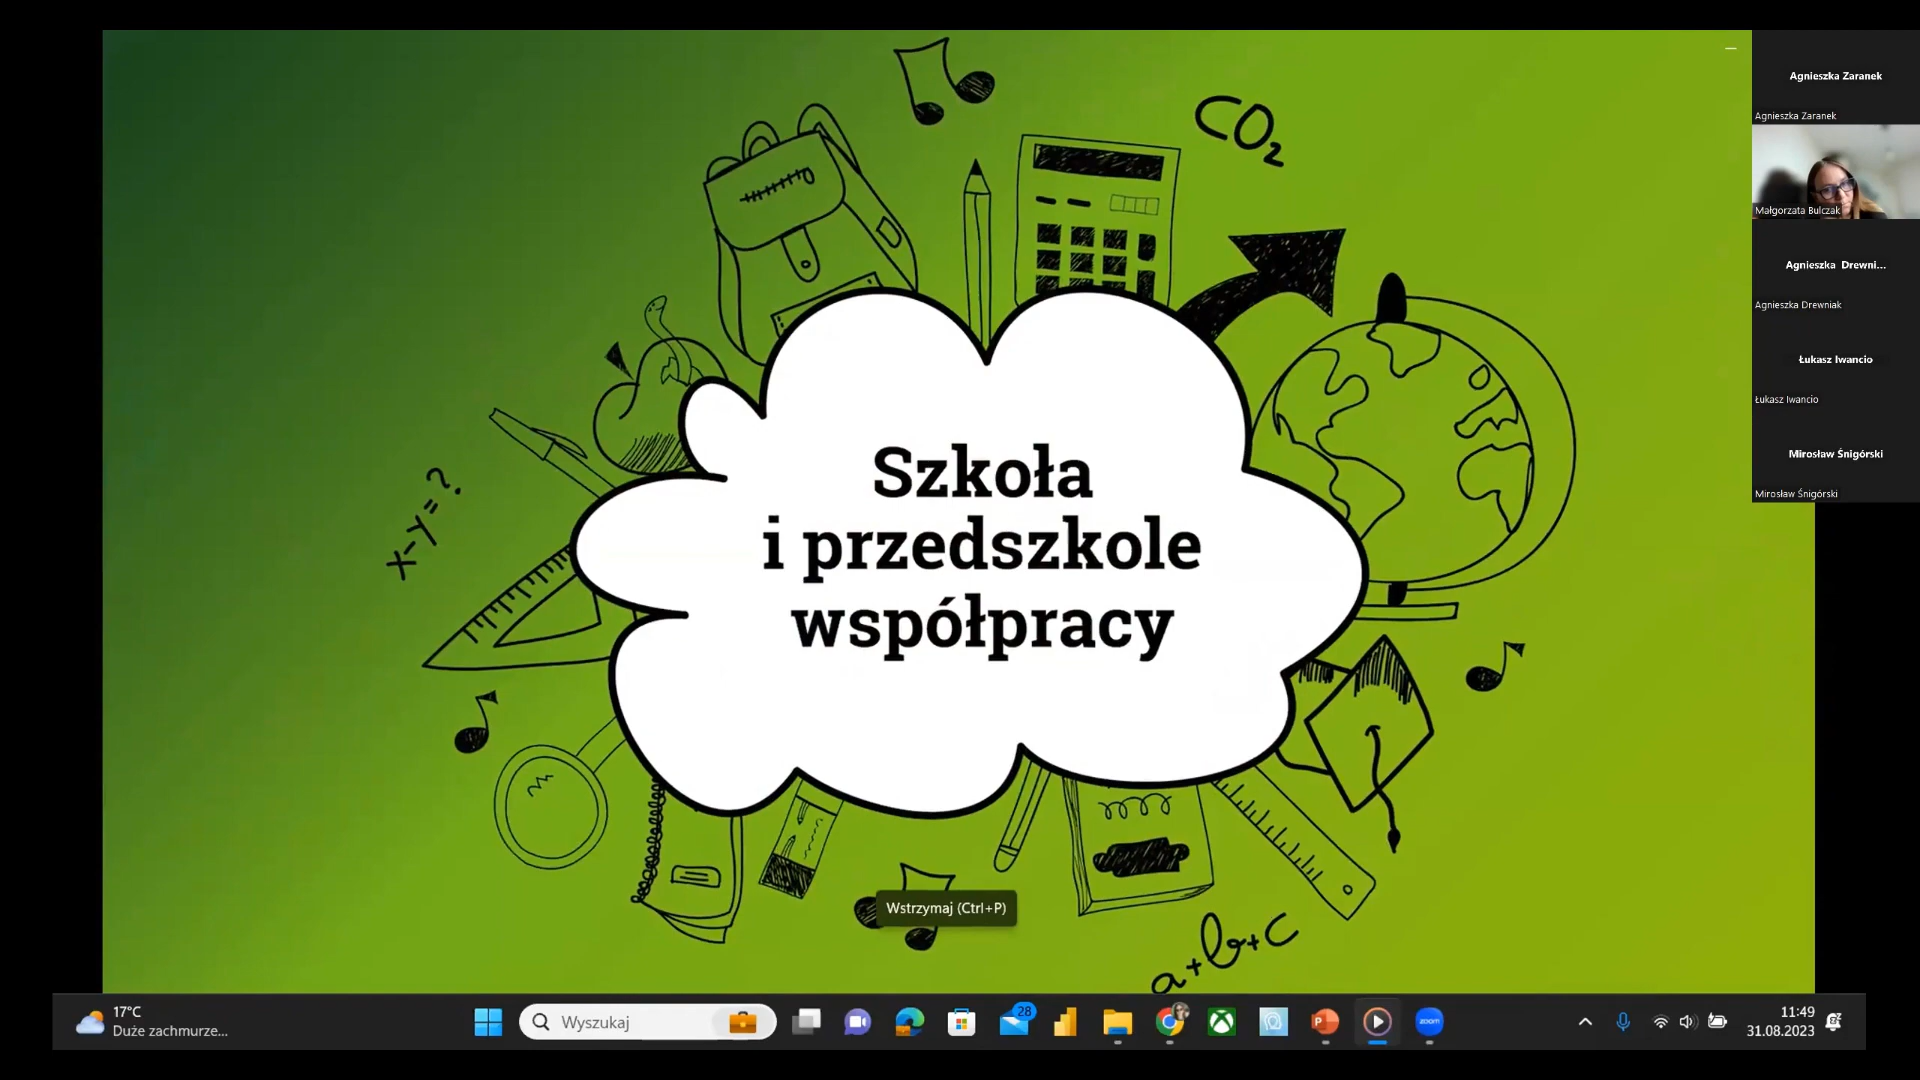 CO₂
x-y=?
Szkoła
i przedszkole
współpracy
Wstrzymaj (Ctrl+P)
a+b+c
Agnieszka Zaranek
Agnieszka Zaranek
Małgorzata Bulczak
Agnieszka Drewni...
Agnieszka Drewniak
Łukasz Iwancio
Łukasz Iwancio
Mirosław Śnigórski
Mirosław Śnigórski
17°C
Duże zachmurze...
Wyszukaj
28
P
zoom
11:49
31.08.2023